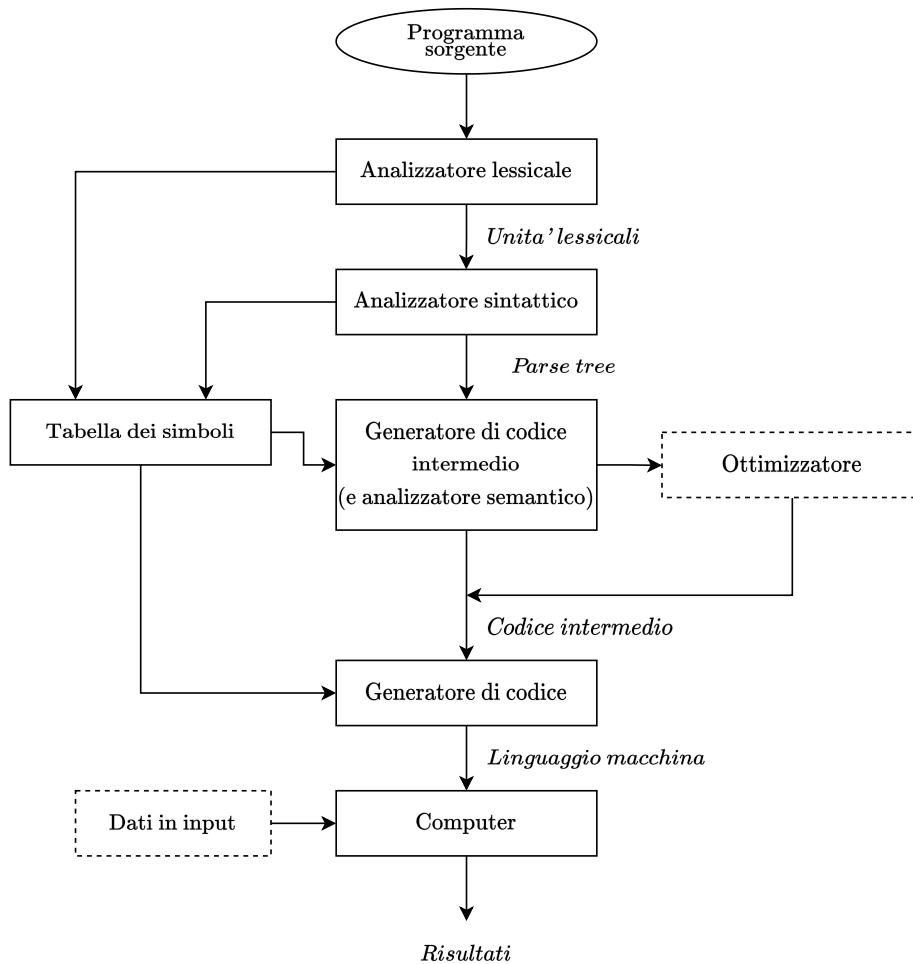 Programma
sorgente
Analizzatore lessicale
Unita' lessicali
Analizzatore sintattico
Parse tree
Tabella dei simboli
Generatore di codice
intermedio
(e analizzatore semantico)
Ottimizzatore
Codice intermedio
Generatore di codice
Linguaggio macchina
Dati in input
Computer
Risultati